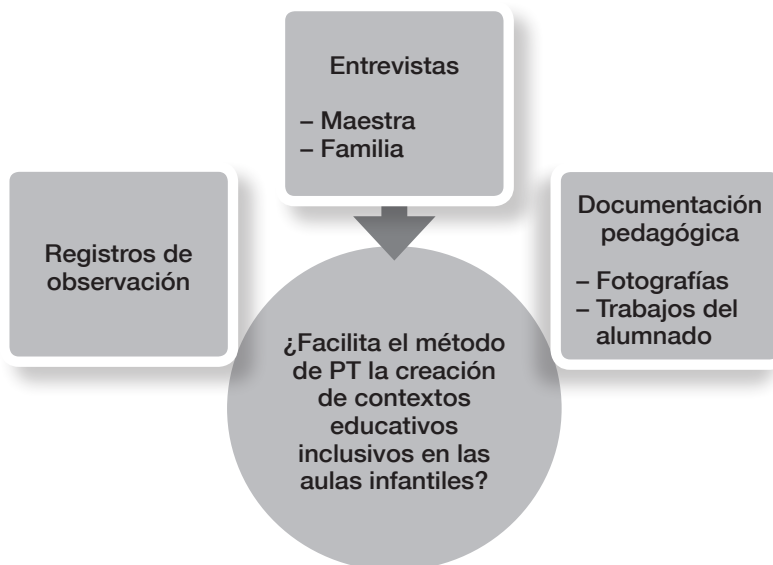 Entrevistas
– Maestra
– Familia
Registros de
observación
Documentación
pedagógica
– Fotografías
– Trabajos del
alumnado
¿Facilita el método
de PT la creación
de contextos
educativos
inclusivos en las
aulas infantiles?